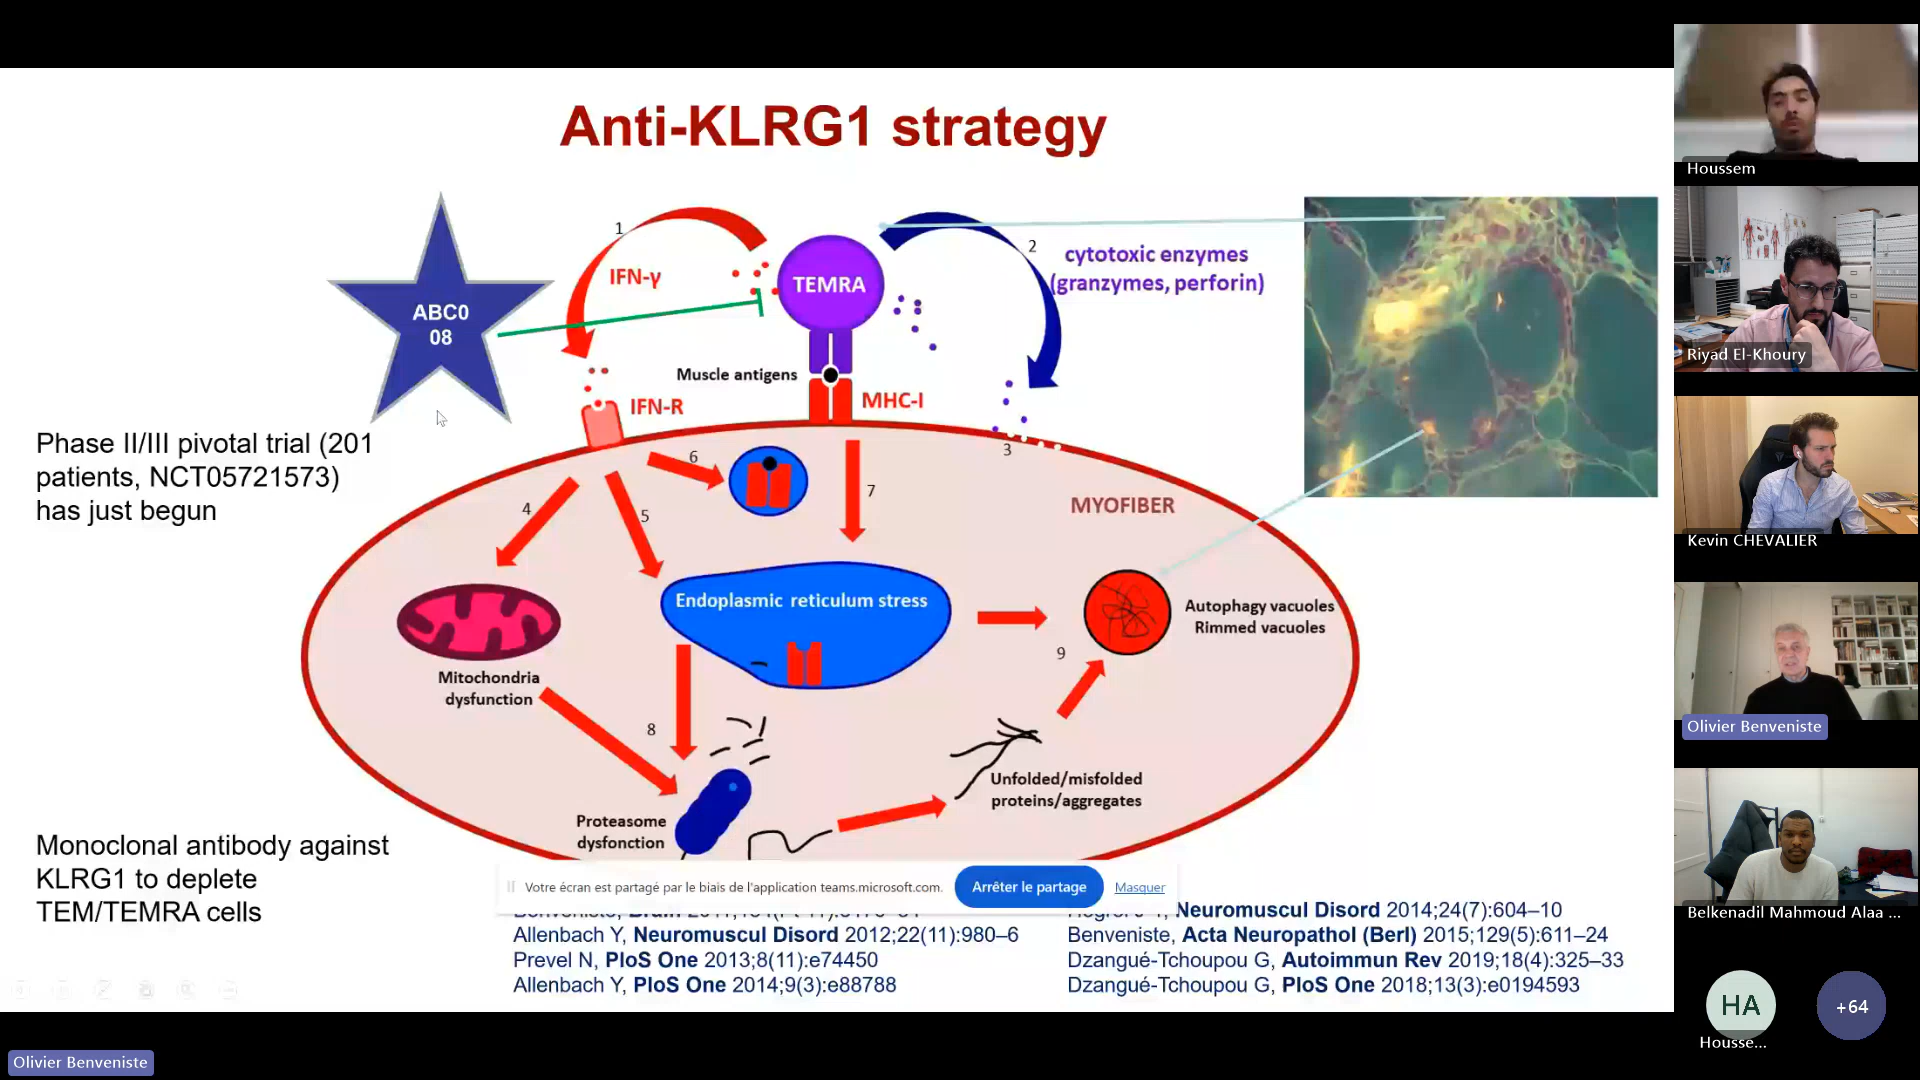 Anti-KLRG1 strategy
ABC0
08
1
IFN-γ
TEMRA
2
cytotoxic enzymes
(granzymes, perforin)
Muscle antigens
IFN-R
MHC-I
Phase II/III pivotal trial (201
patients, NCT05721573)
has just begun
3
6
7
4
5
MYOFIBER
Endoplasmic reticulum stress
Autophagy vacuoles
Rimmed vacuoles
9
Mitochondria
dysfunction
8
Unfolded/misfolded
proteins/aggregates
Proteasome
dysfonction
Monoclonal antibody against
KLRG1 to deplete
TEM/TEMRA cells
Votre écran est partagé par le biais de l'application teams.microsoft.com.
Arrêter le partage
Masquer
Allenbach Y, Neuromuscul Disord 2012;22(11):980–6
Prevel N, PloS One 2013;8(11):e74450
Allenbach Y, PloS One 2014;9(3):e88788
Neuromuscul Disord 2014;24(7):604–10
Benveniste, Acta Neuropathol (Berl) 2015;129(5):611–24
Dzangué-Tchoupou G, Autoimmun Rev 2019;18(4):325–33
Dzangué-Tchoupou G, PloS One 2018;13(3):e0194593
Olivier Benveniste
Houssem
Riyad El-Khoury
Kevin CHEVALIER
Olivier Benveniste
Belkenadil Mahmoud Alaa ...
HA
Housse...
+64